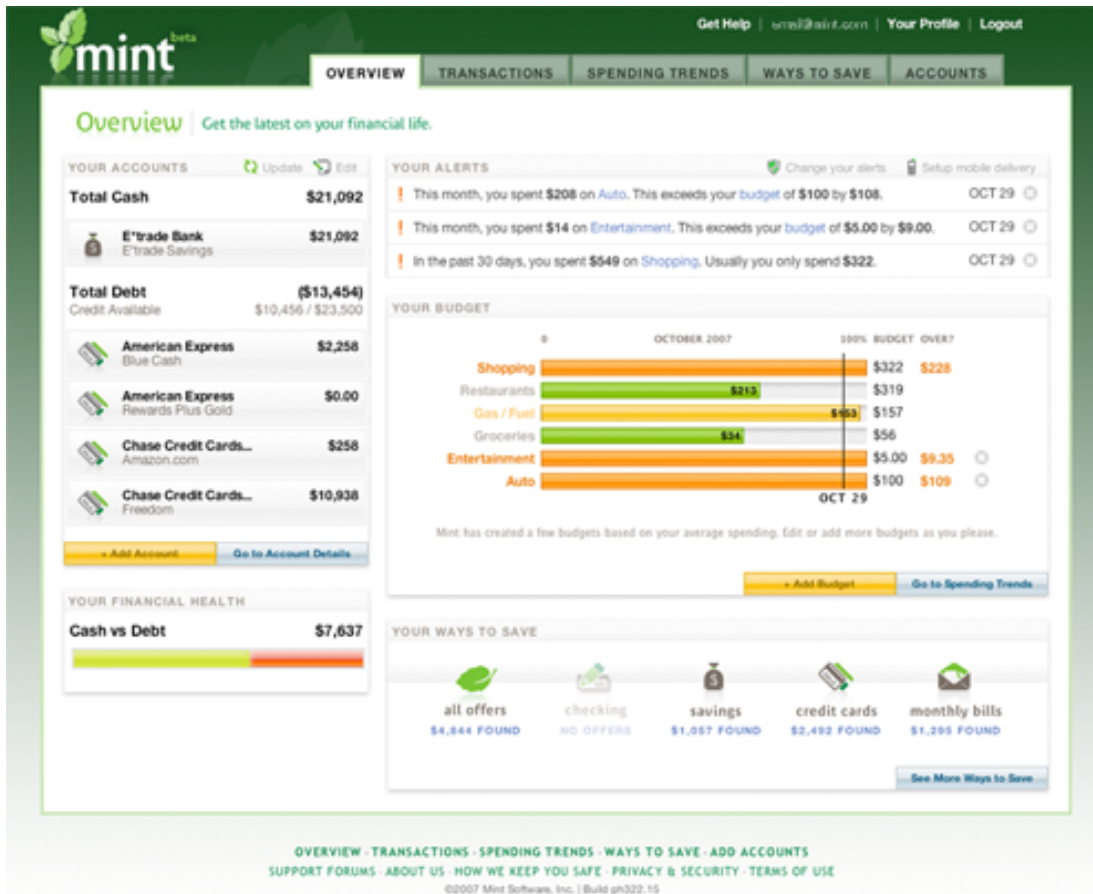 mint beta
Get Help | email@mint.com | Your Profile | Logout
OVERVIEW TRANSACTIONS SPENDING TRENDS WAYS TO SAVE ACCOUNTS
Overview Get the latest on your financial life.
YOUR ACCOUNTS Update Edit
Total Cash $21,092
E*trade Bank $21,092
E*trade Savings
Total Debt ($13,454)
Credit Available $10,456 / $23,500
American Express $2,258
Blue Cash
American Express $0.00
Rewards Plus Gold
Chase Credit Cards... $258
Amazon.com
Chase Credit Cards... $10,938
Freedom
+ Add Account Go to Account Details
YOUR FINANCIAL HEALTH
Cash vs Debt $7,637
YOUR ALERTS Change your alerts Setup mobile delivery
! This month, you spent $208 on Auto. This exceeds your budget of $100 by $108. OCT 29
! This month, you spent $14 on Entertainment. This exceeds your budget of $5.00 by $9.00. OCT 29
! In the past 30 days, you spent $549 on Shopping. Usually you only spend $322. OCT 29
YOUR BUDGET
0 OCTOBER 2007 100% BUDGET OVER?
Shopping $322 $228
Restaurants $213 $319
Gas / Fuel $153 $157
Groceries $34 $56
Entertainment $5.00 $9.35
Auto $100 $109
OCT 29
Mint has created a few budgets based on your average spending. Edit or add more budgets as you please.
+ Add Budget Go to Spending Trends
YOUR WAYS TO SAVE
all offers checking savings credit cards monthly bills
$4,844 FOUND NO OFFERS $1,057 FOUND $2,492 FOUND $1,295 FOUND
See More Ways to Save
OVERVIEW · TRANSACTIONS · SPENDING TRENDS · WAYS TO SAVE · ADD ACCOUNTS
SUPPORT FORUMS · ABOUT US · HOW WE KEEP YOU SAFE · PRIVACY & SECURITY · TERMS OF USE
©2007 Mint Software, Inc. | Build ph322.15